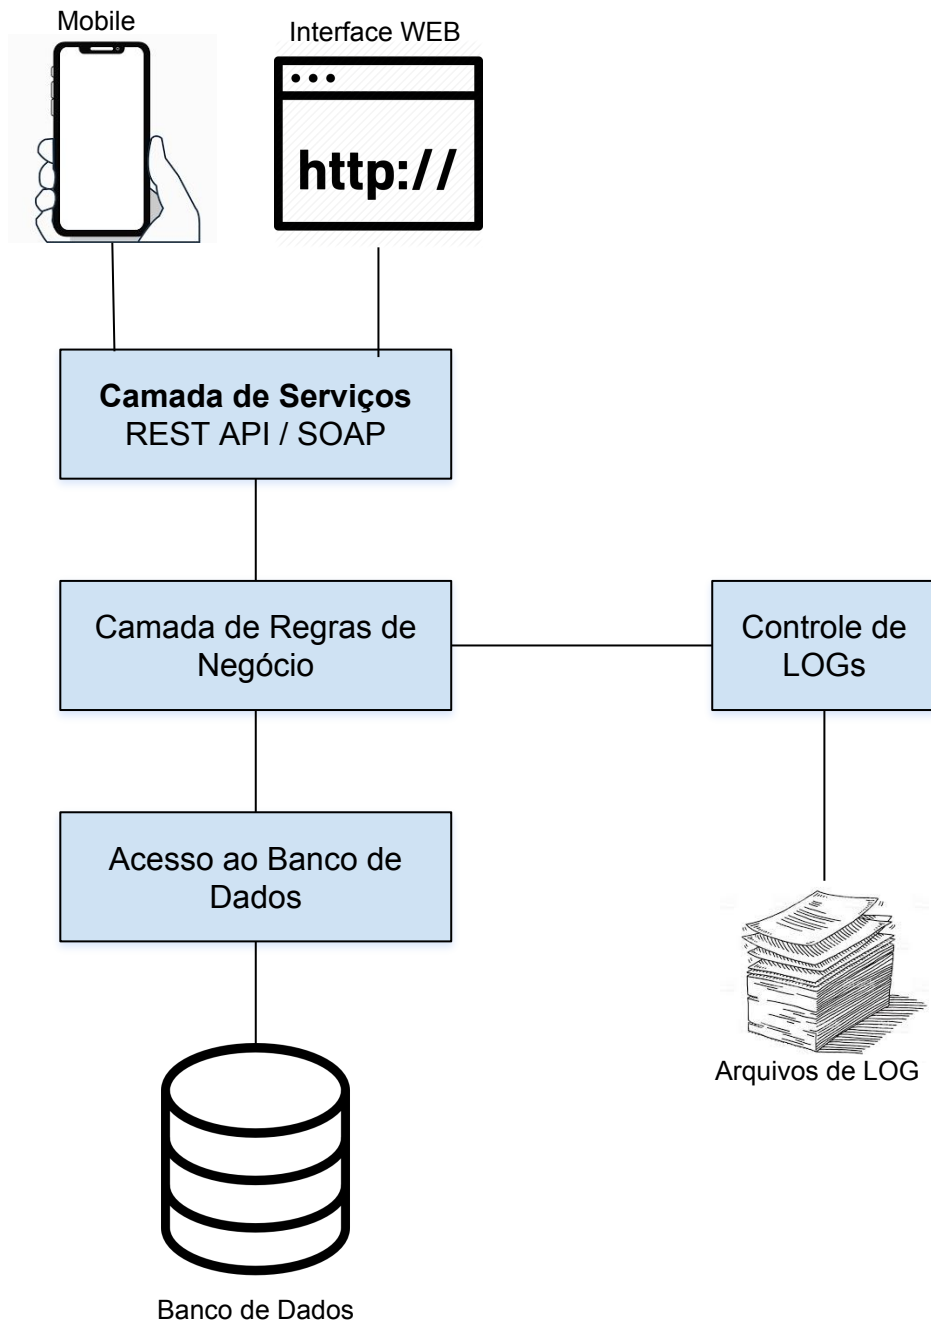 Mobile
Interface WEB
http://
Camada de Serviços
REST API / SOAP
Camada de Regras de
Negócio
Controle de
LOGs
Acesso ao Banco de
Dados
Arquivos de LOG
Banco de Dados